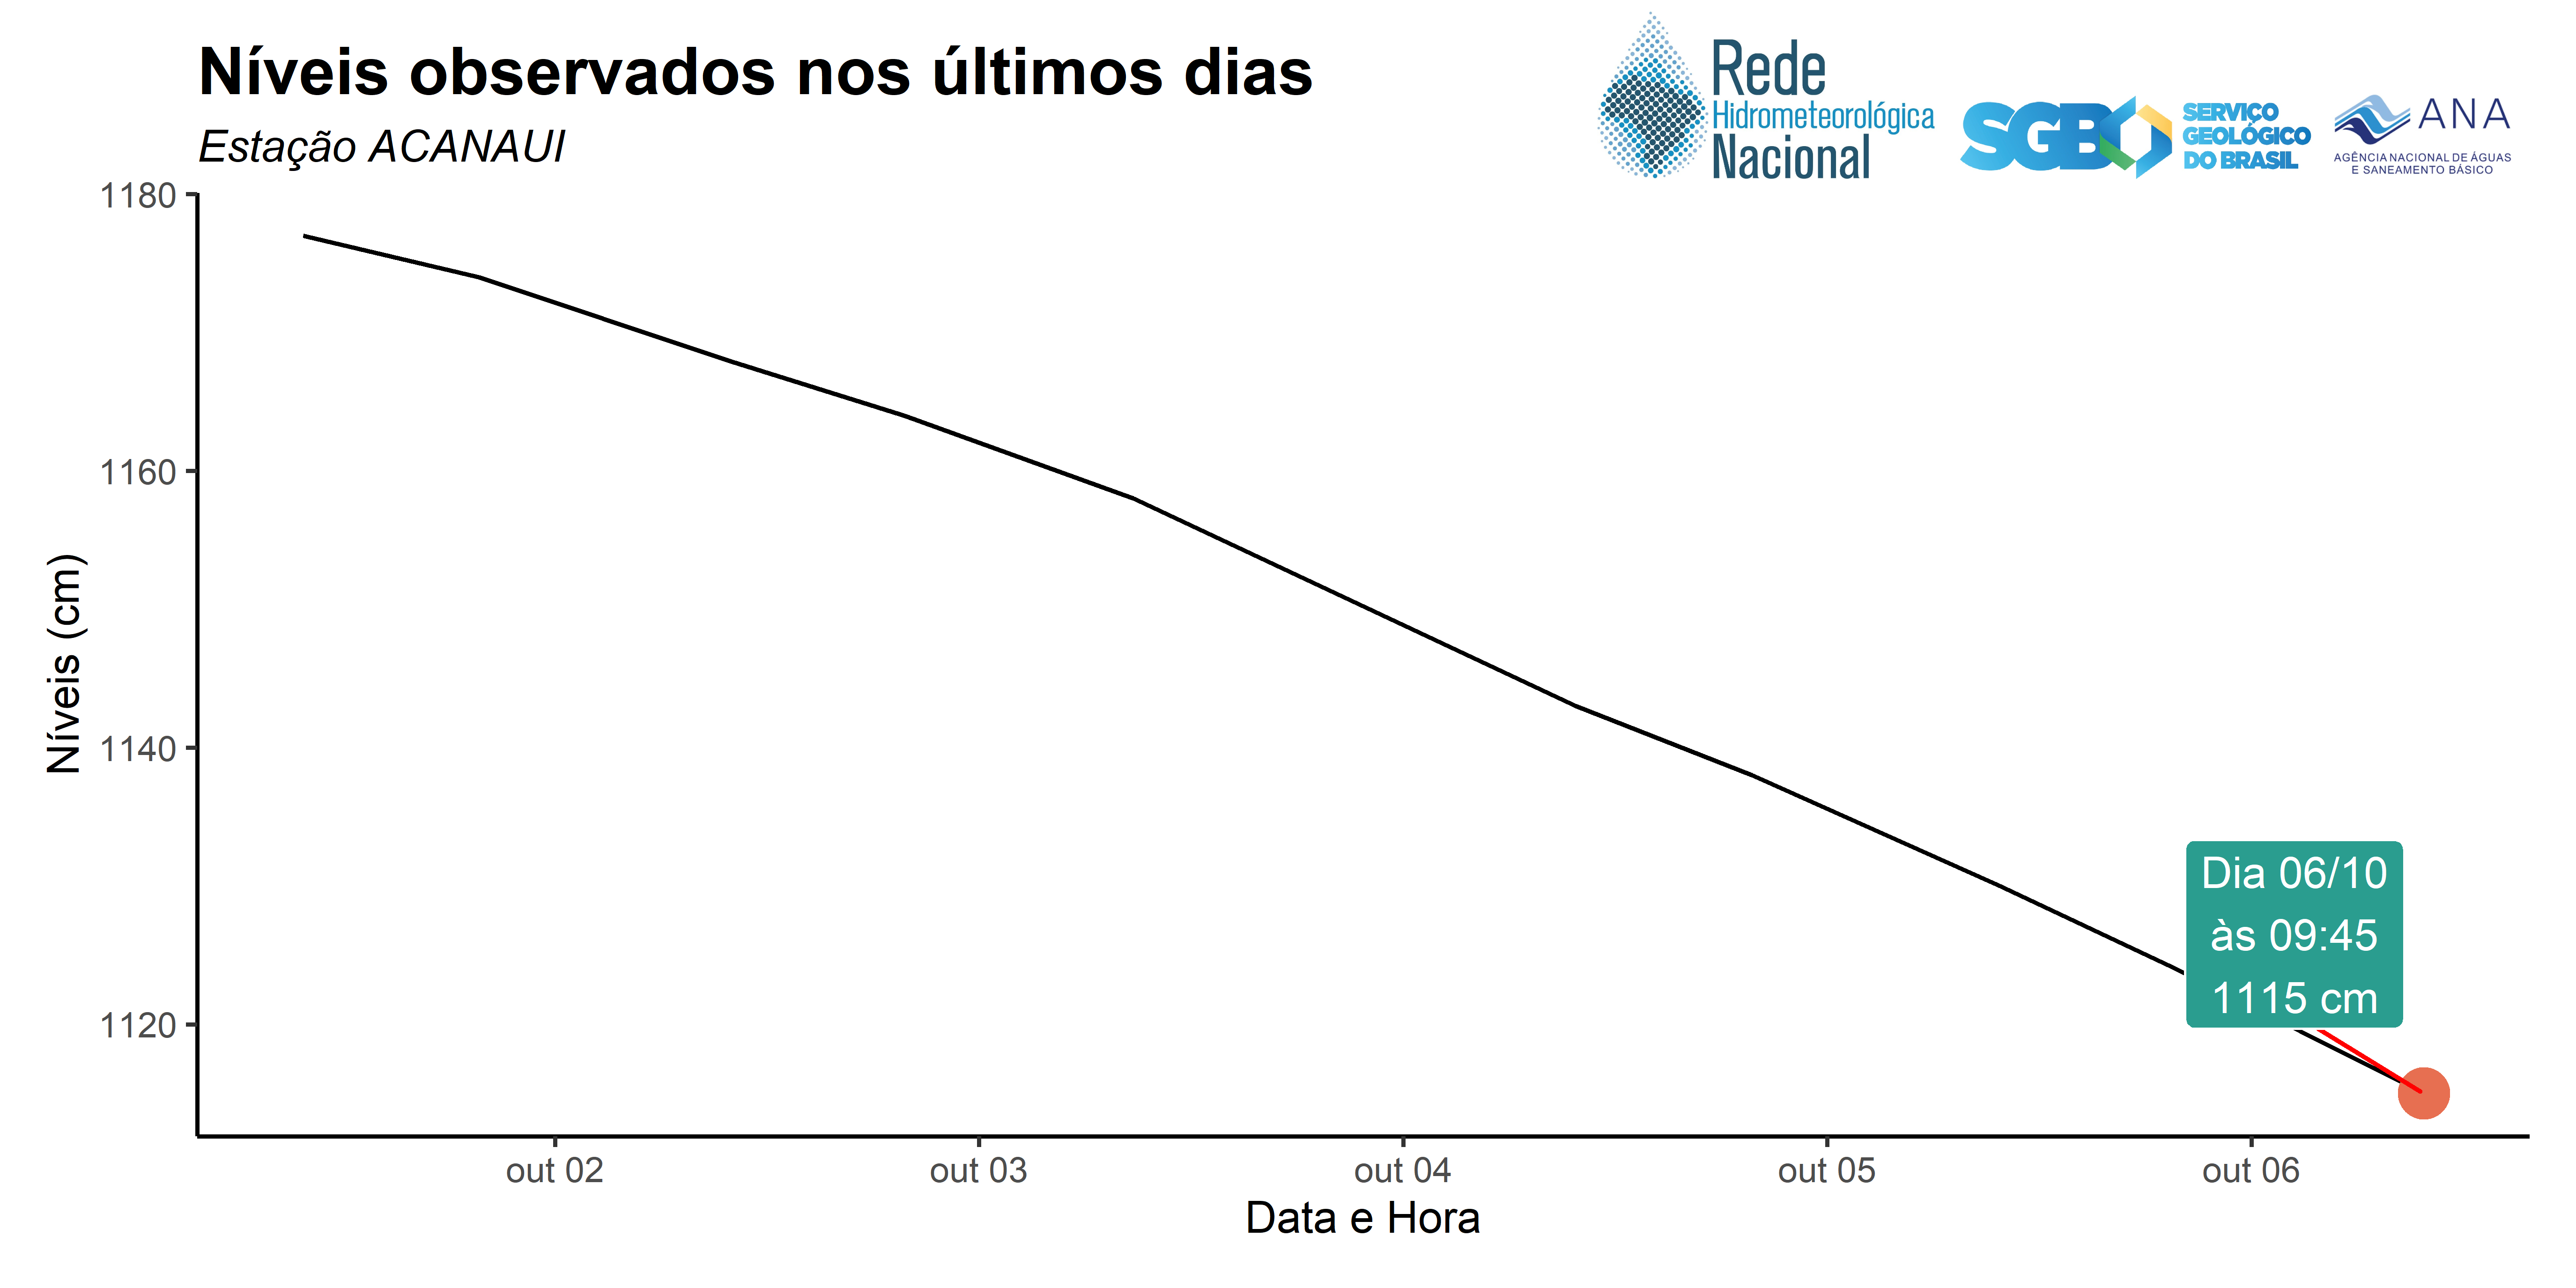 Níveis observados nos últimos dias
Estação ACANAUI
Rede
Hidrometeorológica
Nacional
SGB
SERVIÇO
GEOLÓGICO
DO BRASIL
ANA
AGÊNCIA NACIONAL DE ÁGUAS
E SANEAMENTO BÁSICO
Níveis (cm)
1180
1160
1140
1120
Dia 06/10
às 09:45
1115 cm
out 02
out 03
out 04
out 05
out 06
Data e Hora